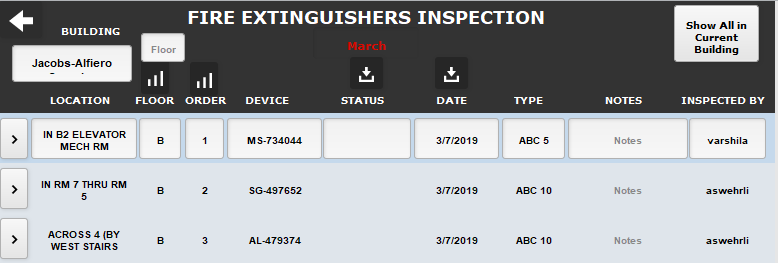 FIRE EXTINGUISHERS INSPECTION
BUILDING
Show All in
Current
Building
Floor
March
Jacobs-Alfiero
LOCATION FLOOR ORDER DEVICE STATUS DATE TYPE NOTES INSPECTED BY
IN B2 ELEVATOR
MECH RM
B 1 MS-734044 3/7/2019 ABC 5 Notes varshila
IN RM 7 THRU RM
5
B 2 SG-497652 3/7/2019 ABC 10 Notes aswehrli
ACROSS 4 (BY
WEST STAIRS
B 3 AL-479374 3/7/2019 ABC 10 Notes aswehrli